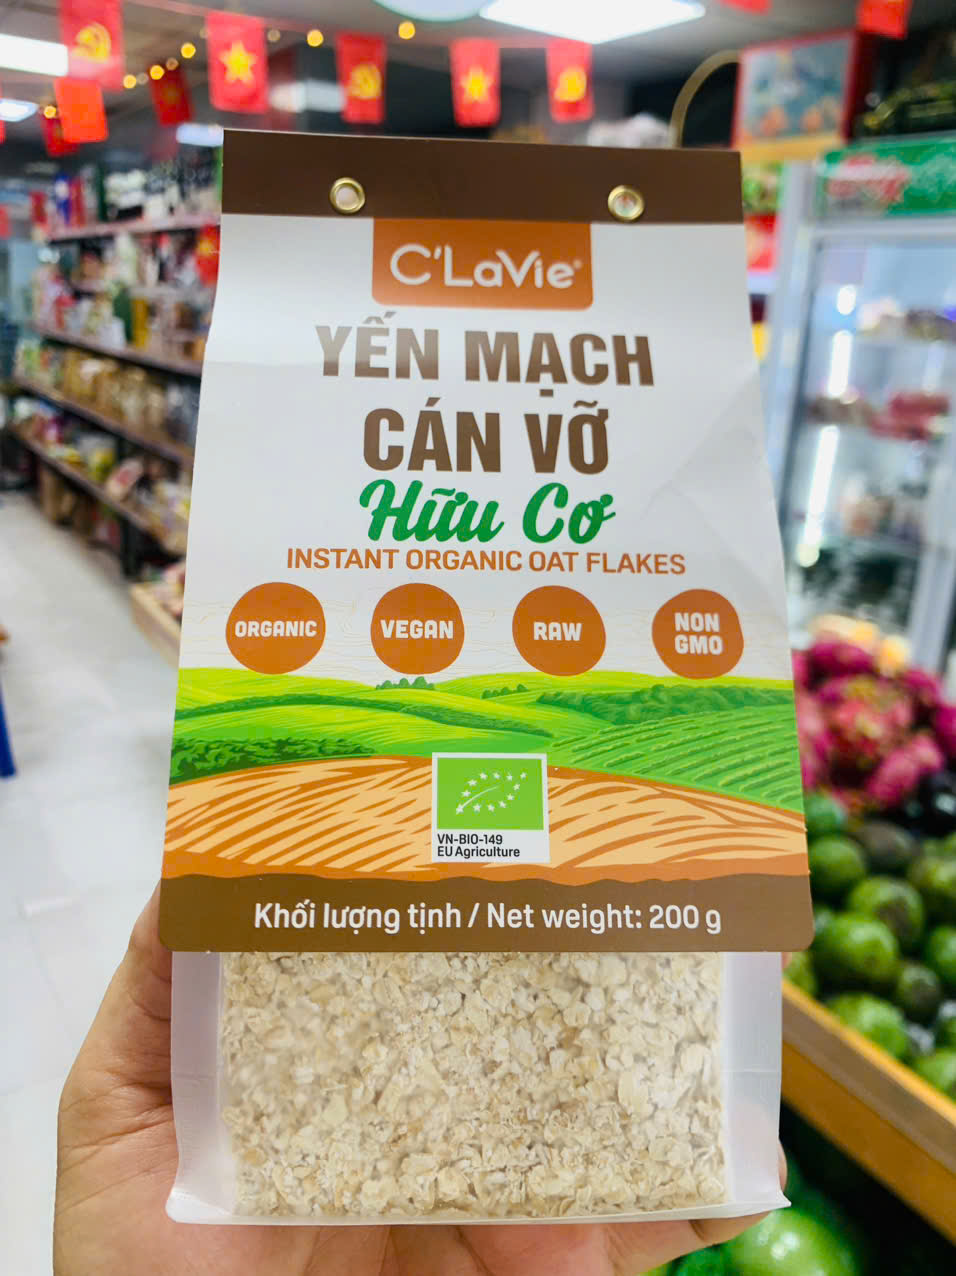 C'LaVie®
YẾN MẠCH
CÁN VỠ
Hữu Cơ
INSTANT ORGANIC OAT FLAKES
ORGANIC
VEGAN
RAW
NON
GMO
VN-BIO-149
EU Agriculture
Khối lượng tịnh / Net weight: 200 g